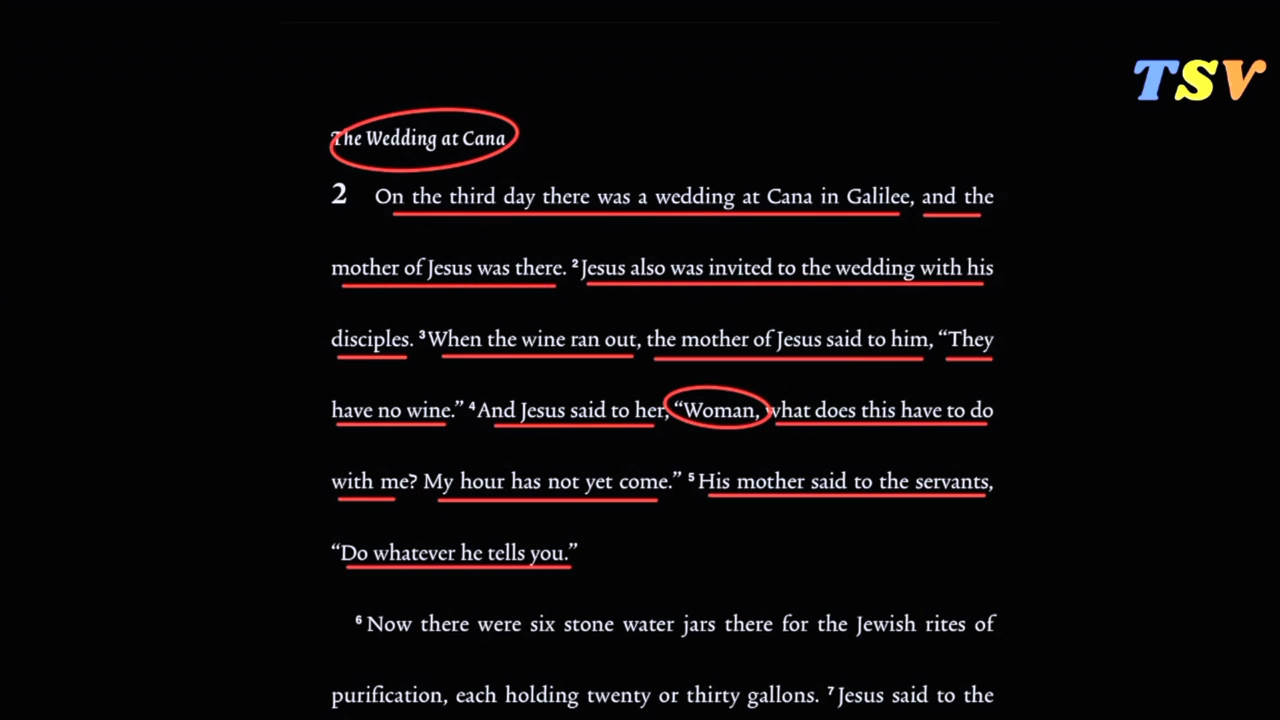 TSV
The Wedding at Cana
2 On the third day there was a wedding at Cana in Galilee, and the
mother of Jesus was there. ²Jesus also was invited to the wedding with his
disciples. ³When the wine ran out, the mother of Jesus said to him, “They
have no wine.” ⁴And Jesus said to her, “Woman, what does this have to do
with me? My hour has not yet come.” ⁵His mother said to the servants,
“Do whatever he tells you.”
⁶Now there were six stone water jars there for the Jewish rites of
purification, each holding twenty or thirty gallons. ⁷Jesus said to the